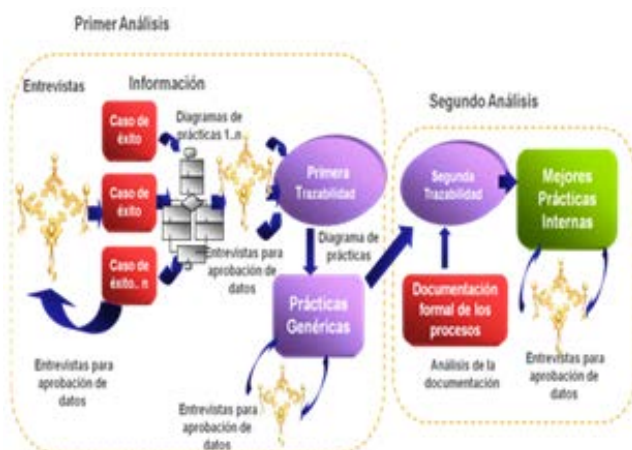 Primer Análisis
Entrevistas
Información
Caso de
éxito
Caso de
éxito
Caso de
éxito.. n
Diagramas de
prácticas 1..n
Entrevistas para
aprobación de
datos
Entrevistas para
aprobación de
datos
Primera
Trazabilidad
Diagrama de
prácticas
Prácticas
Genéricas
Entrevistas para
aprobación de
datos
Segundo Análisis
Segunda
Trazabilidad
Mejores
Prácticas
Internas
Documentación
formal de los
procesos
Análisis de la
documentación
Entrevistas para
aprobación de
datos